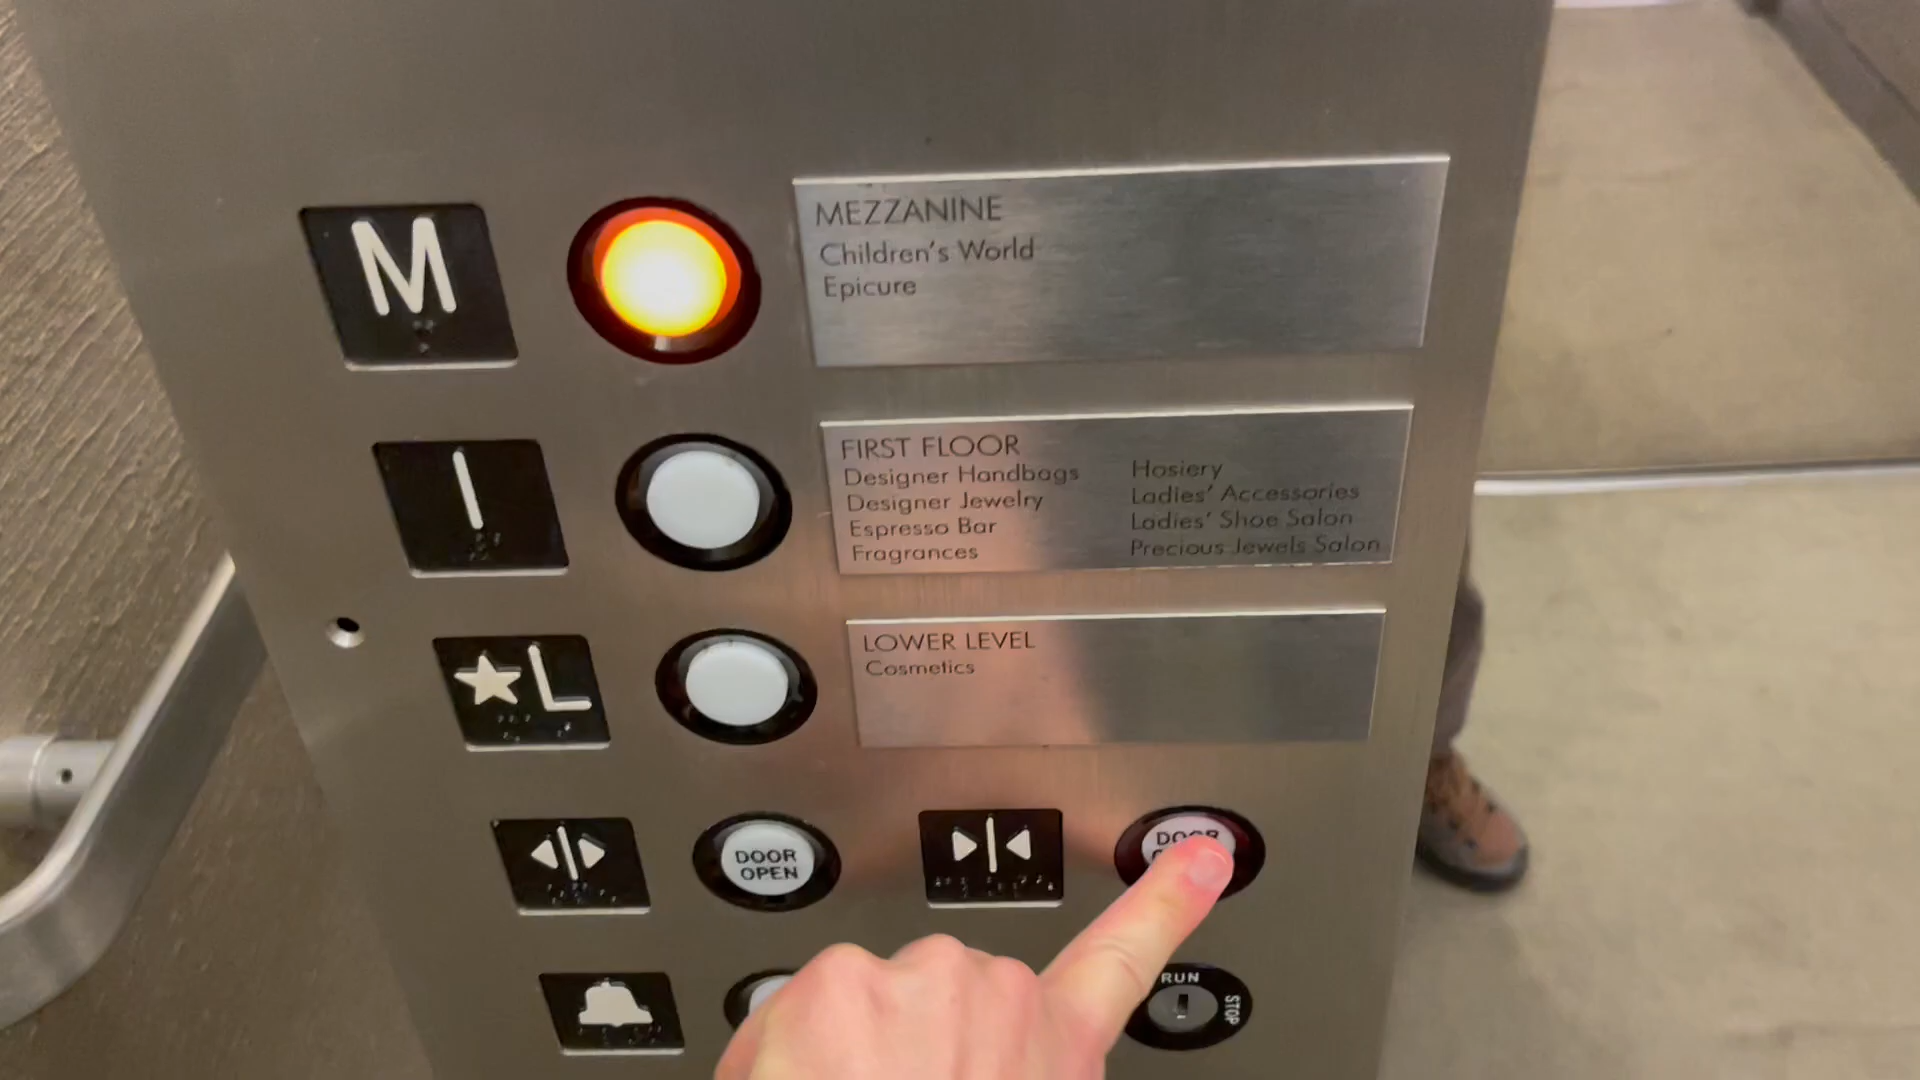 M
MEZZANINE
Children's World
Epicure
1
FIRST FLOOR
Designer Handbags
Designer Jewelry
Espresso Bar
Fragrances
Hosiery
Ladies' Accessories
Ladies' Shoe Salon
Precious Jewels Salon
★L
LOWER LEVEL
Cosmetics
DOOR
OPEN
DOOR
RUN
STOP